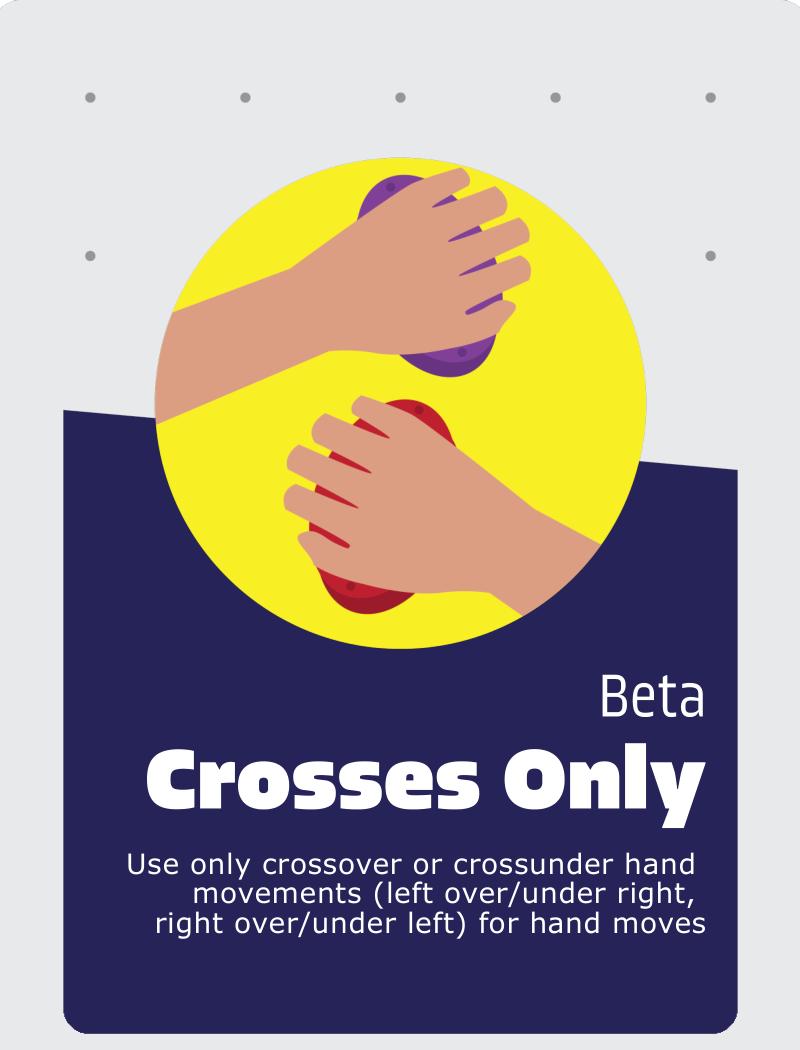 Beta
Crosses Only
Use only crossover or crossunder hand
movements (left over/under right,
right over/under left) for hand moves